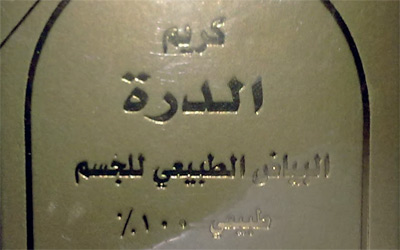 كريم
الدرة
البياض الطبيعي للجسم
طبيعي ١٠٠٪